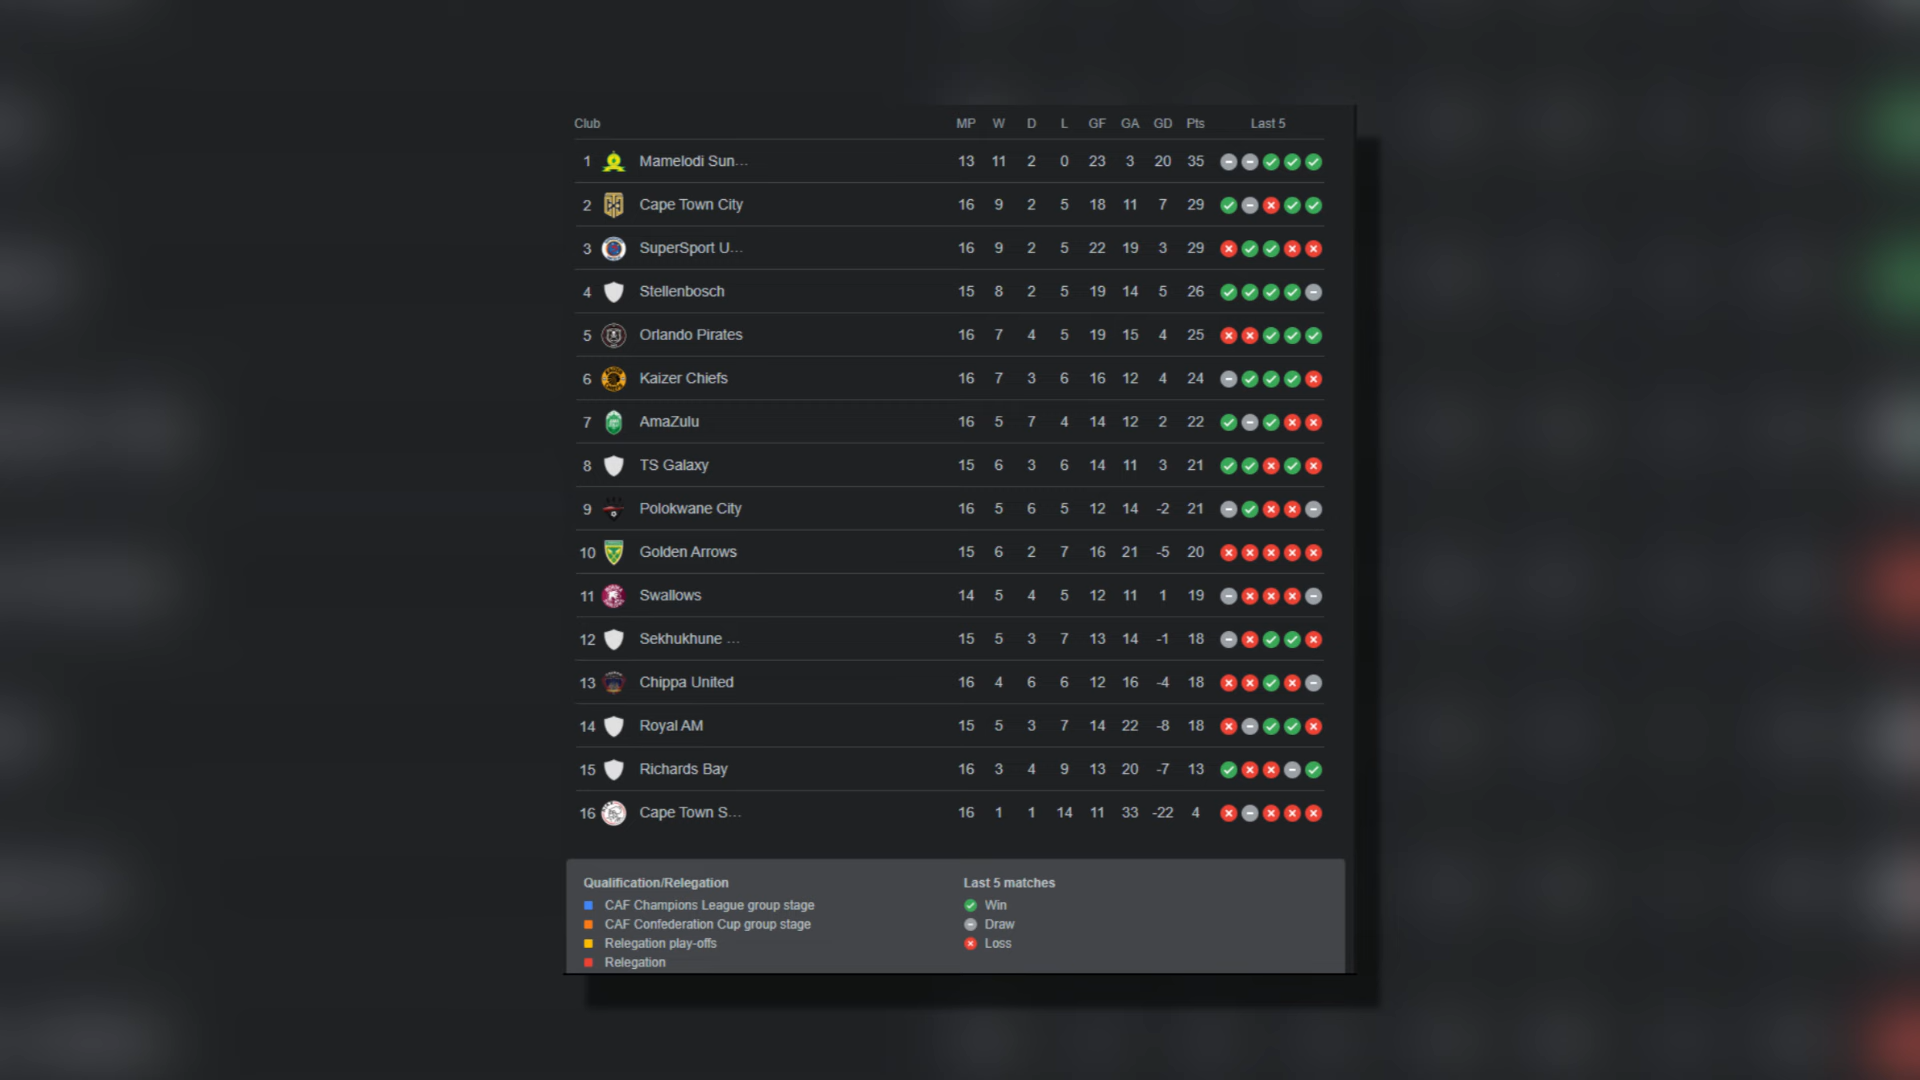 Club MP W D L GF GA GD Pts Last 5
1 Mamelodi Sun... 13 11 2 0 23 3 20 35
2 Cape Town City 16 9 2 5 18 11 7 29
3 SuperSport U... 16 9 2 5 22 19 3 29
4 Stellenbosch 15 8 2 5 19 14 5 26
5 Orlando Pirates 16 7 4 5 19 15 4 25
6 Kaizer Chiefs 16 7 3 6 16 12 4 24
7 AmaZulu 16 5 7 4 14 12 2 22
8 TS Galaxy 15 6 3 6 14 11 3 21
9 Polokwane City 16 5 6 5 12 14 -2 21
10 Golden Arrows 15 6 2 7 16 21 -5 20
11 Swallows 14 5 4 5 12 11 1 19
12 Sekhukhune ... 15 5 3 7 13 14 -1 18
13 Chippa United 16 4 6 6 12 16 -4 18
14 Royal AM 15 5 3 7 14 22 -8 18
15 Richards Bay 16 3 4 9 13 20 -7 13
16 Cape Town S... 16 1 1 14 11 33 -22 4
Qualification/Relegation
CAF Champions League group stage
CAF Confederation Cup group stage
Relegation play-offs
Relegation
Last 5 matches
Win
Draw
Loss